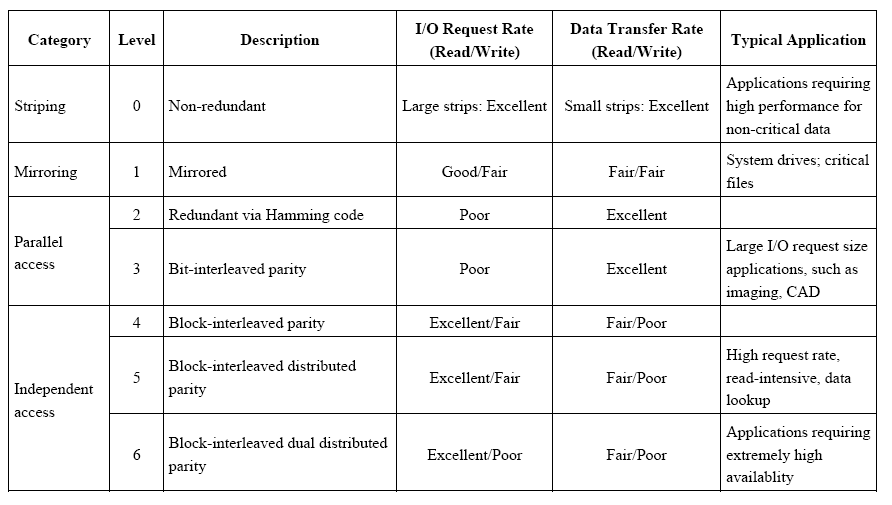 Category Level Description I/O Request Rate (Read/Write) Data Transfer Rate (Read/Write) Typical Application
Striping 0 Non-redundant Large strips: Excellent Small strips: Excellent Applications requiring
high performance for
non-critical data
Mirroring 1 Mirrored Good/Fair Fair/Fair System drives; critical
files
Parallel
access
2 Redundant via Hamming code Poor Excellent
3 Bit-interleaved parity Poor Excellent Large I/O request size
applications, such as
imaging, CAD
Independent
access
4 Block-interleaved parity Excellent/Fair Fair/Poor
5 Block-interleaved distributed
parity
Excellent/Fair Fair/Poor High request rate,
read-intensive, data
lookup
6 Block-interleaved dual distributed
parity
Excellent/Poor Fair/Poor Applications requiring
extremely high
availablity